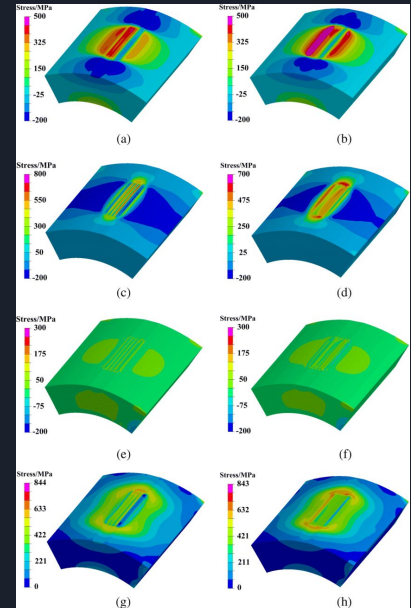 Stress/MPa
500
325
150
-25
-200
(a)
Stress/MPa
500
325
150
-25
-200
(b)
Stress/MPa
800
550
300
50
-200
(c)
Stress/MPa
700
475
250
25
-200
(d)
Stress/MPa
300
175
50
-75
-200
(e)
Stress/MPa
300
175
50
-75
-200
(f)
Stress/MPa
844
633
422
211
0
(g)
Stress/MPa
843
632
421
211
0
(h)